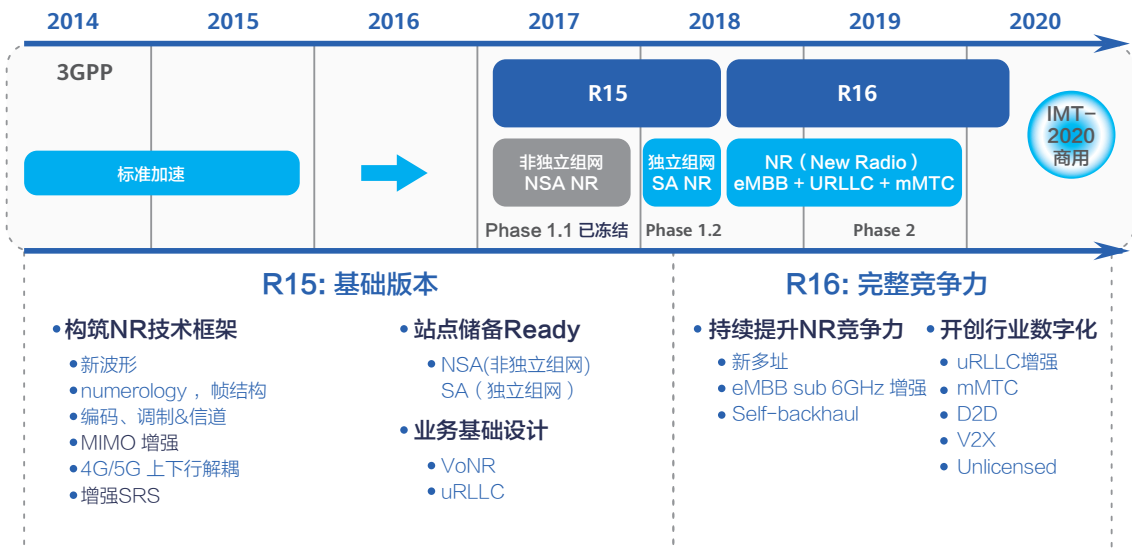 2014 2015 2016 2017 2018 2019 2020
3GPP
R15
R16
IMT-
2020
商用
标准加速
非独立组网
NSA NR
独立组网
SA NR
NR（New Radio）
eMBB + URLLC + mMTC
Phase 1.1 已冻结
Phase 1.2
Phase 2
R15: 基础版本
•构筑NR技术框架
•新波形
•numerology ，帧结构
•编码、调制&信道
•MIMO 增强
•4G/5G 上下行解耦
•增强SRS
•站点储备Ready
•NSA(非独立组网)
SA（独立组网）
•业务基础设计
•VoNR
•uRLLC
R16: 完整竞争力
•持续提升NR竞争力
•新多址
•eMBB sub 6GHz 增强
•Self-backhaul
•开创行业数字化
•uRLLC增强
•mMTC
•D2D
•V2X
•Unlicensed